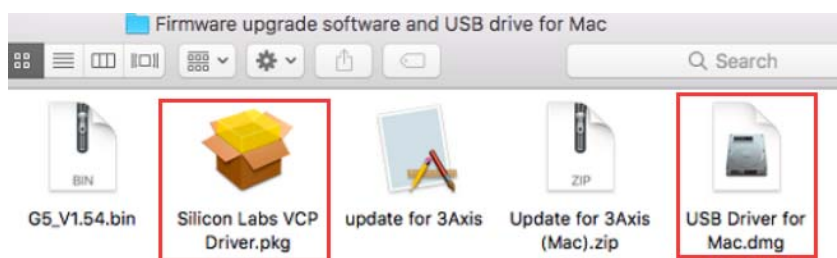 Firmware upgrade software and USB drive for Mac
Search
BIN
ZIP
G5_V1.54.bin
Silicon Labs VCP
Driver.pkg
update for 3Axis
Update for 3Axis
(Mac).zip
USB Driver for
Mac.dmg